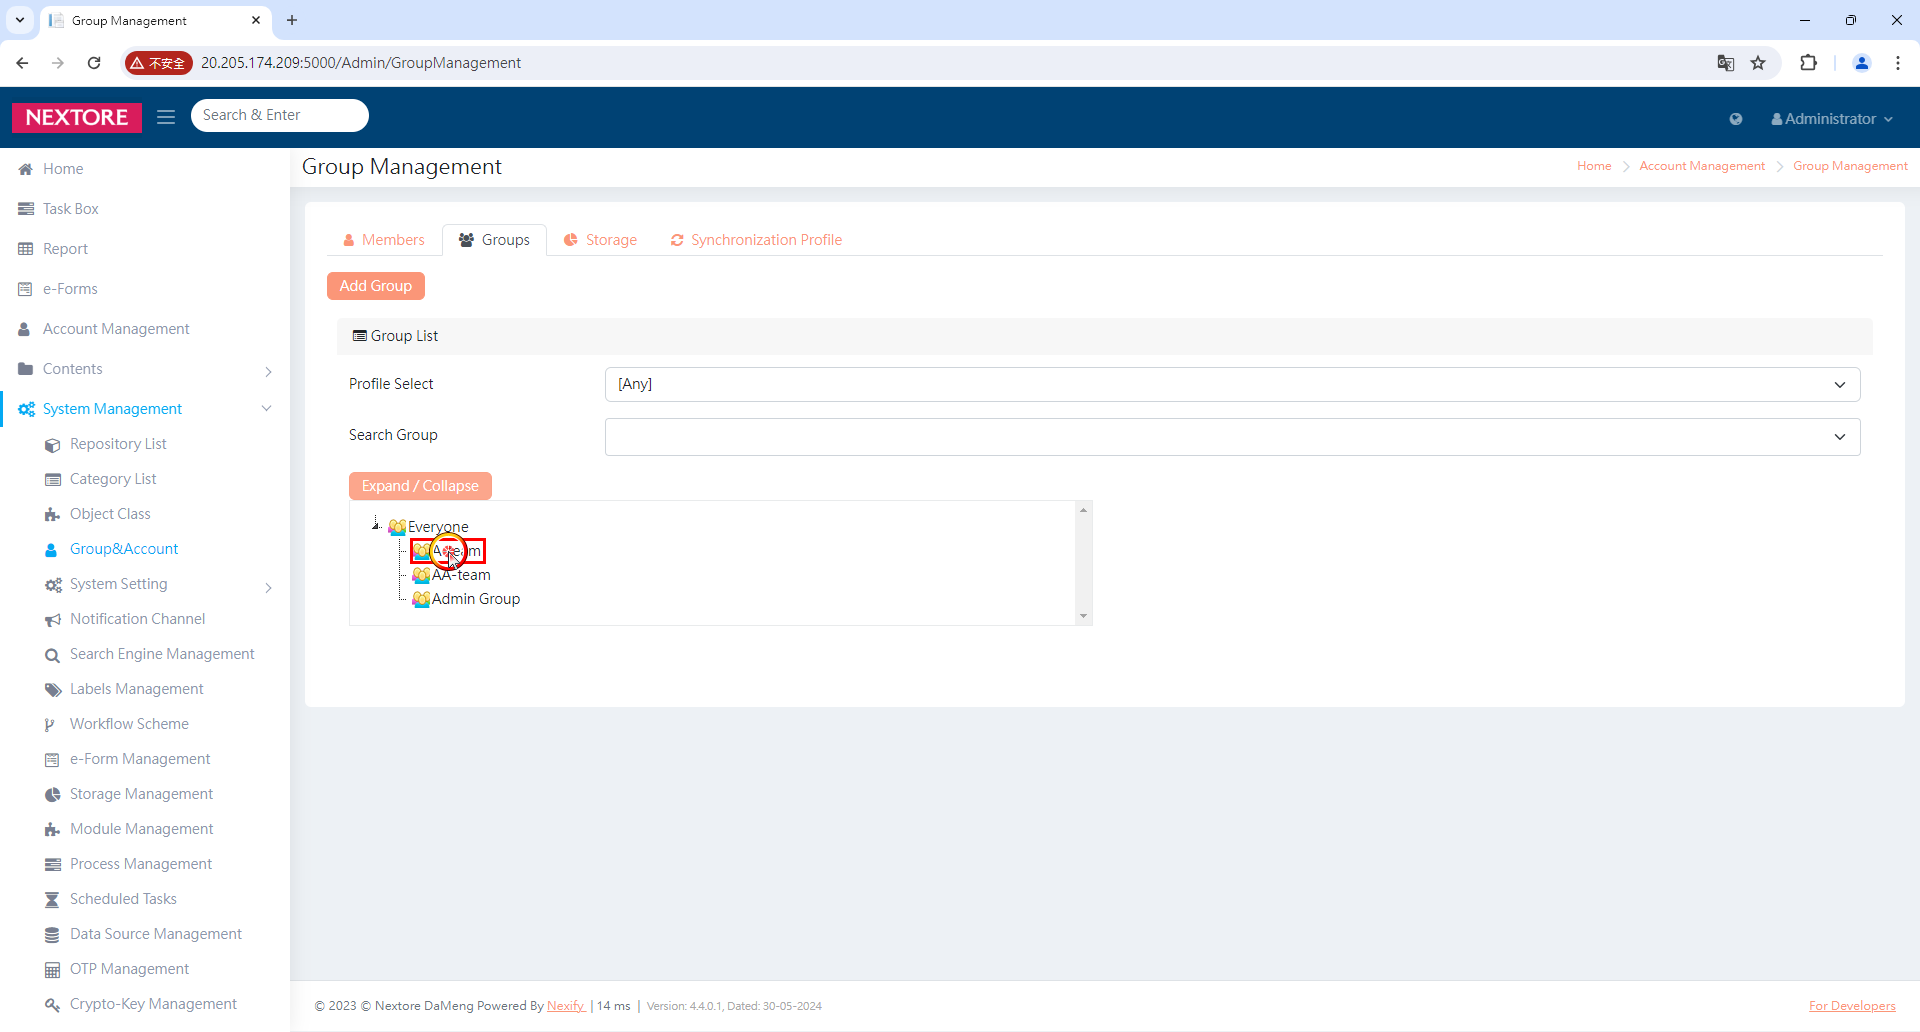 Group Management
不安全
20.205.174.209:5000/Admin/GroupManagement
NEXTORE
Search & Enter
Administrator
Home
Task Box
Report
e-Forms
Account Management
Contents
System Management
Repository List
Category List
Object Class
Group&Account
System Setting
Notification Channel
Search Engine Management
Labels Management
Workflow Scheme
e-Form Management
Storage Management
Module Management
Process Management
Scheduled Tasks
Data Source Management
OTP Management
Crypto-Key Management
Group Management
Home > Account Management > Group Management
Members
Groups
Storage
Synchronization Profile
Add Group
Group List
Profile Select
[Any]
Search Group
Expand / Collapse
Everyone
AA-team
Admin Group
© 2023 © Nextore DaMeng Powered By Nexify | 14 ms | Version: 4.4.0.1, Dated: 30-05-2024
For Developers